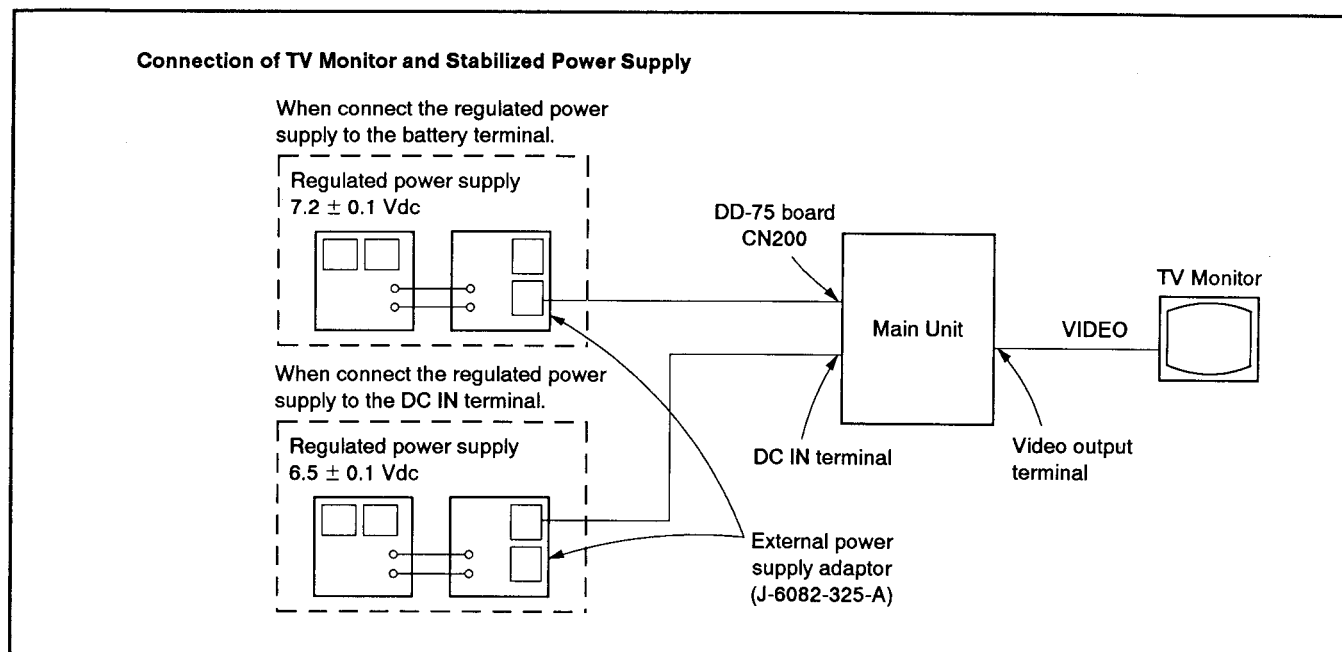 Connection of TV Monitor and Stabilized Power Supply
When connect the regulated power
supply to the battery terminal.
Regulated power supply
7.2 ± 0.1 Vdc
DD-75 board
CN200
Main Unit
VIDEO
TV Monitor
When connect the regulated power
supply to the DC IN terminal.
Regulated power supply
6.5 ± 0.1 Vdc
DC IN terminal
Video output
terminal
External power
supply adaptor
(J-6082-325-A)